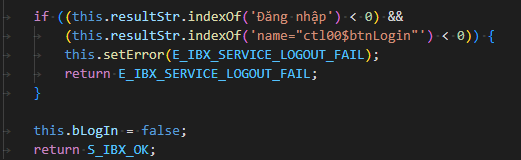 if ((this.resultStr.indexOf('Đăng nhập') < 0) &&
(this.resultStr.indexOf('name="ctl00$btnLogin"') < 0)) {
this.setError(E_IBX_SERVICE_LOGOUT_FAIL);
return E_IBX_SERVICE_LOGOUT_FAIL;
}
this.bLogIn = false;
return S_IBX_OK;